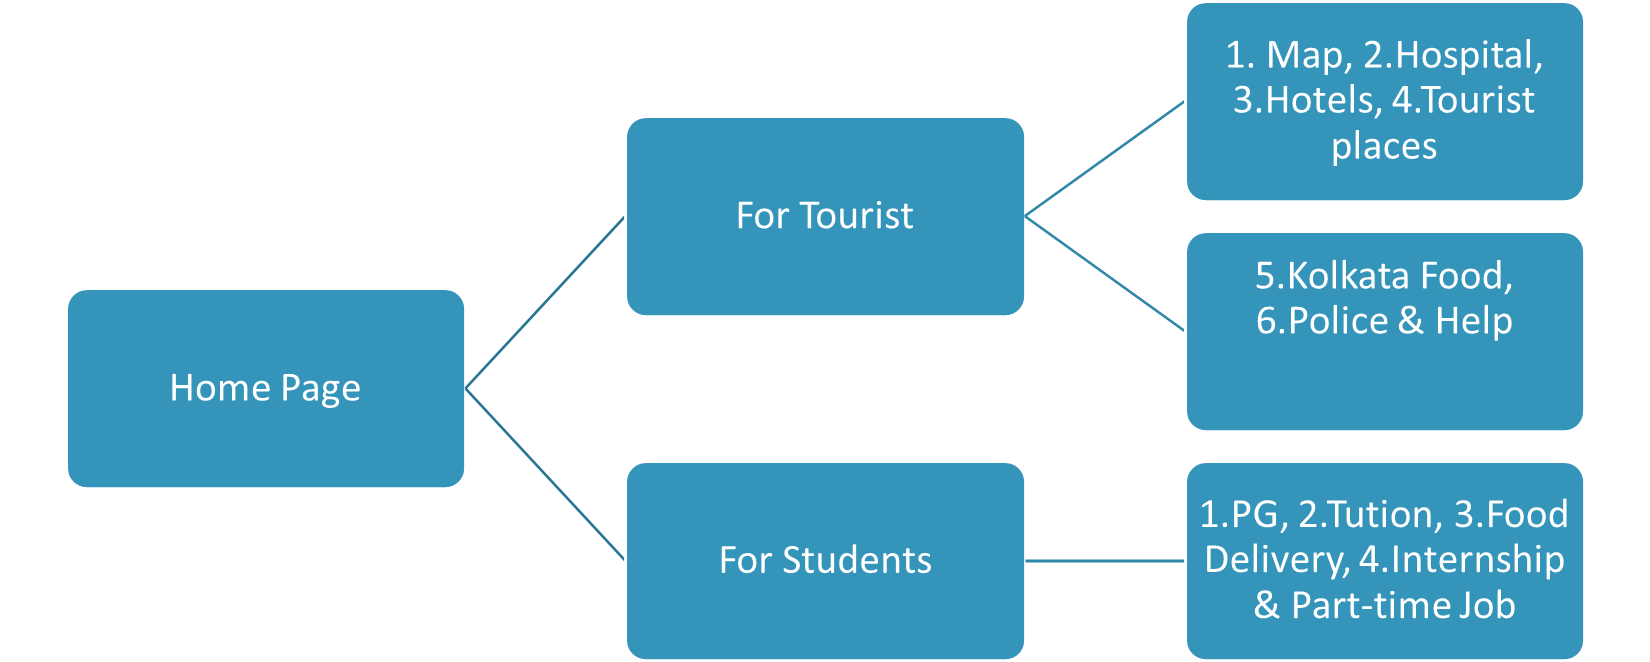 Home Page
For Tourist
1. Map, 2.Hospital,
3.Hotels, 4.Tourist
places
5.Kolkata Food,
6.Police & Help
For Students
1.PG, 2.Tution, 3.Food
Delivery, 4.Internship
& Part-time Job